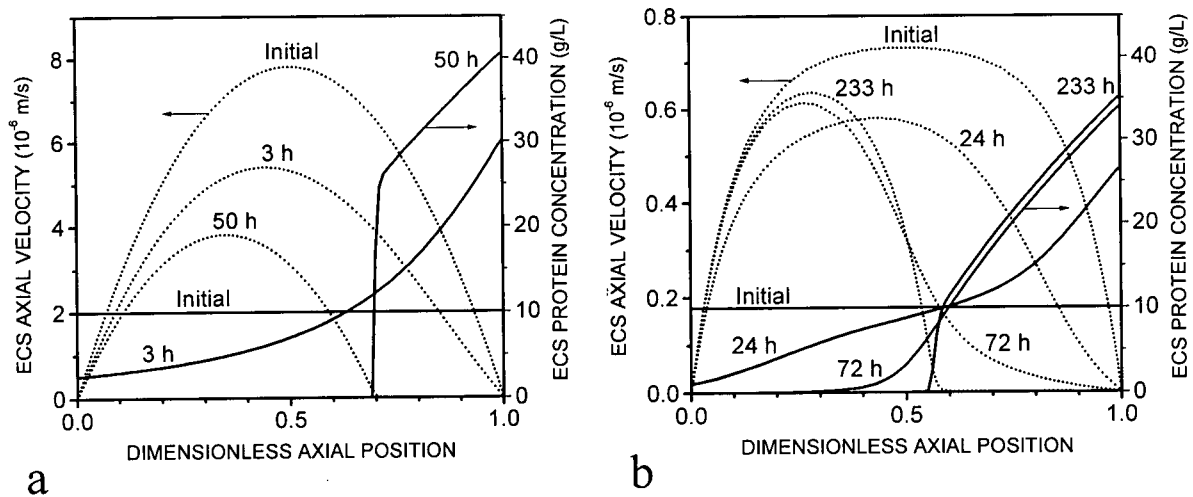 ECS AXIAL VELOCITY (10⁻⁶ m/s)
8
6
4
2
0
Initial
3 h
50 h
50 h
Initial
3 h
40
30
20
10
0
ECS PROTEIN CONCENTRATION (g/L)
0.0
0.5
1.0
DIMENSIONLESS AXIAL POSITION
a
ECS AXIAL VELOCITY (10⁻⁶ m/s)
0.8
0.6
0.4
0.2
0.0
Initial
233 h
24 h
233 h
Initial
24 h
72 h
72 h
40
30
20
10
0
ECS PROTEIN CONCENTRATION (g/L)
0.0
0.5
1.0
DIMENSIONLESS AXIAL POSITION
b